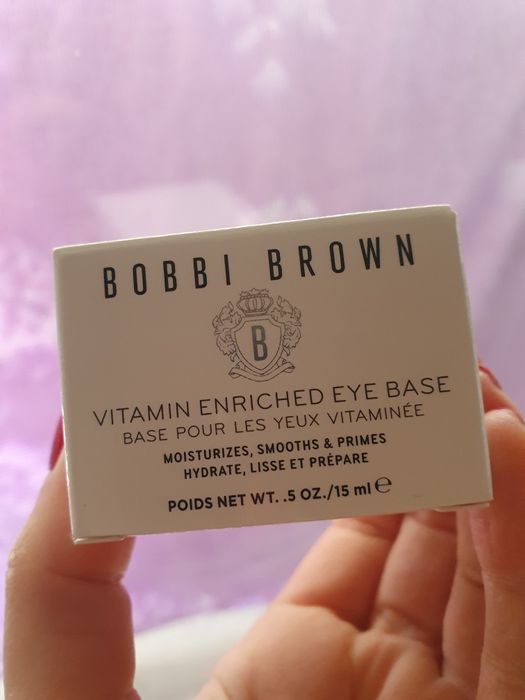 BOBBI BROWN
B
VITAMIN ENRICHED EYE BASE
BASE POUR LES YEUX VITAMINÉE
MOISTURIZES, SMOOTHS & PRIMES
HYDRATE, LISSE ET PRÉPARE
POIDS NET WT. .5 OZ./15 ml ℮